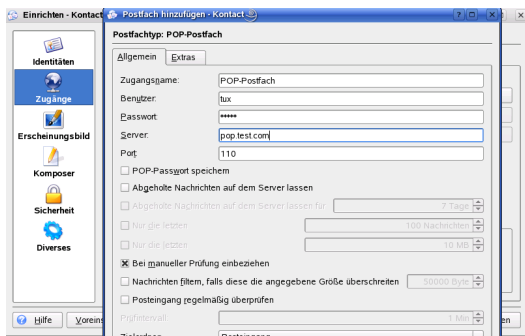 Einrichten - Kontact
Postfach hinzufügen - Kontact
Postfachtyp: POP-Postfach
Allgemein Extras
Identitäten
Zugänge
Erscheinungsbild
Komposer
Sicherheit
Diverses
Zugangsname: POP-Postfach
Benutzer: tux
Passwort: *****
Server: pop.test.com
Port: 110
POP-Passwort speichern
Abgeholte Nachrichten auf dem Server lassen
Abgeholte Nachrichten auf dem Server lassen für 7 Tage
Nur die letzten 100 Nachrichten
Nur die letzten 10 MB
Bei manueller Prüfung einbeziehen
Nachrichten filtern, falls diese die angegebene Größe überschreiten 50000 Byte
Posteingang regelmäßig überprüfen
Prüfintervall: 1 Min
Zielordner: Posteingang
Hilfe Voreins en